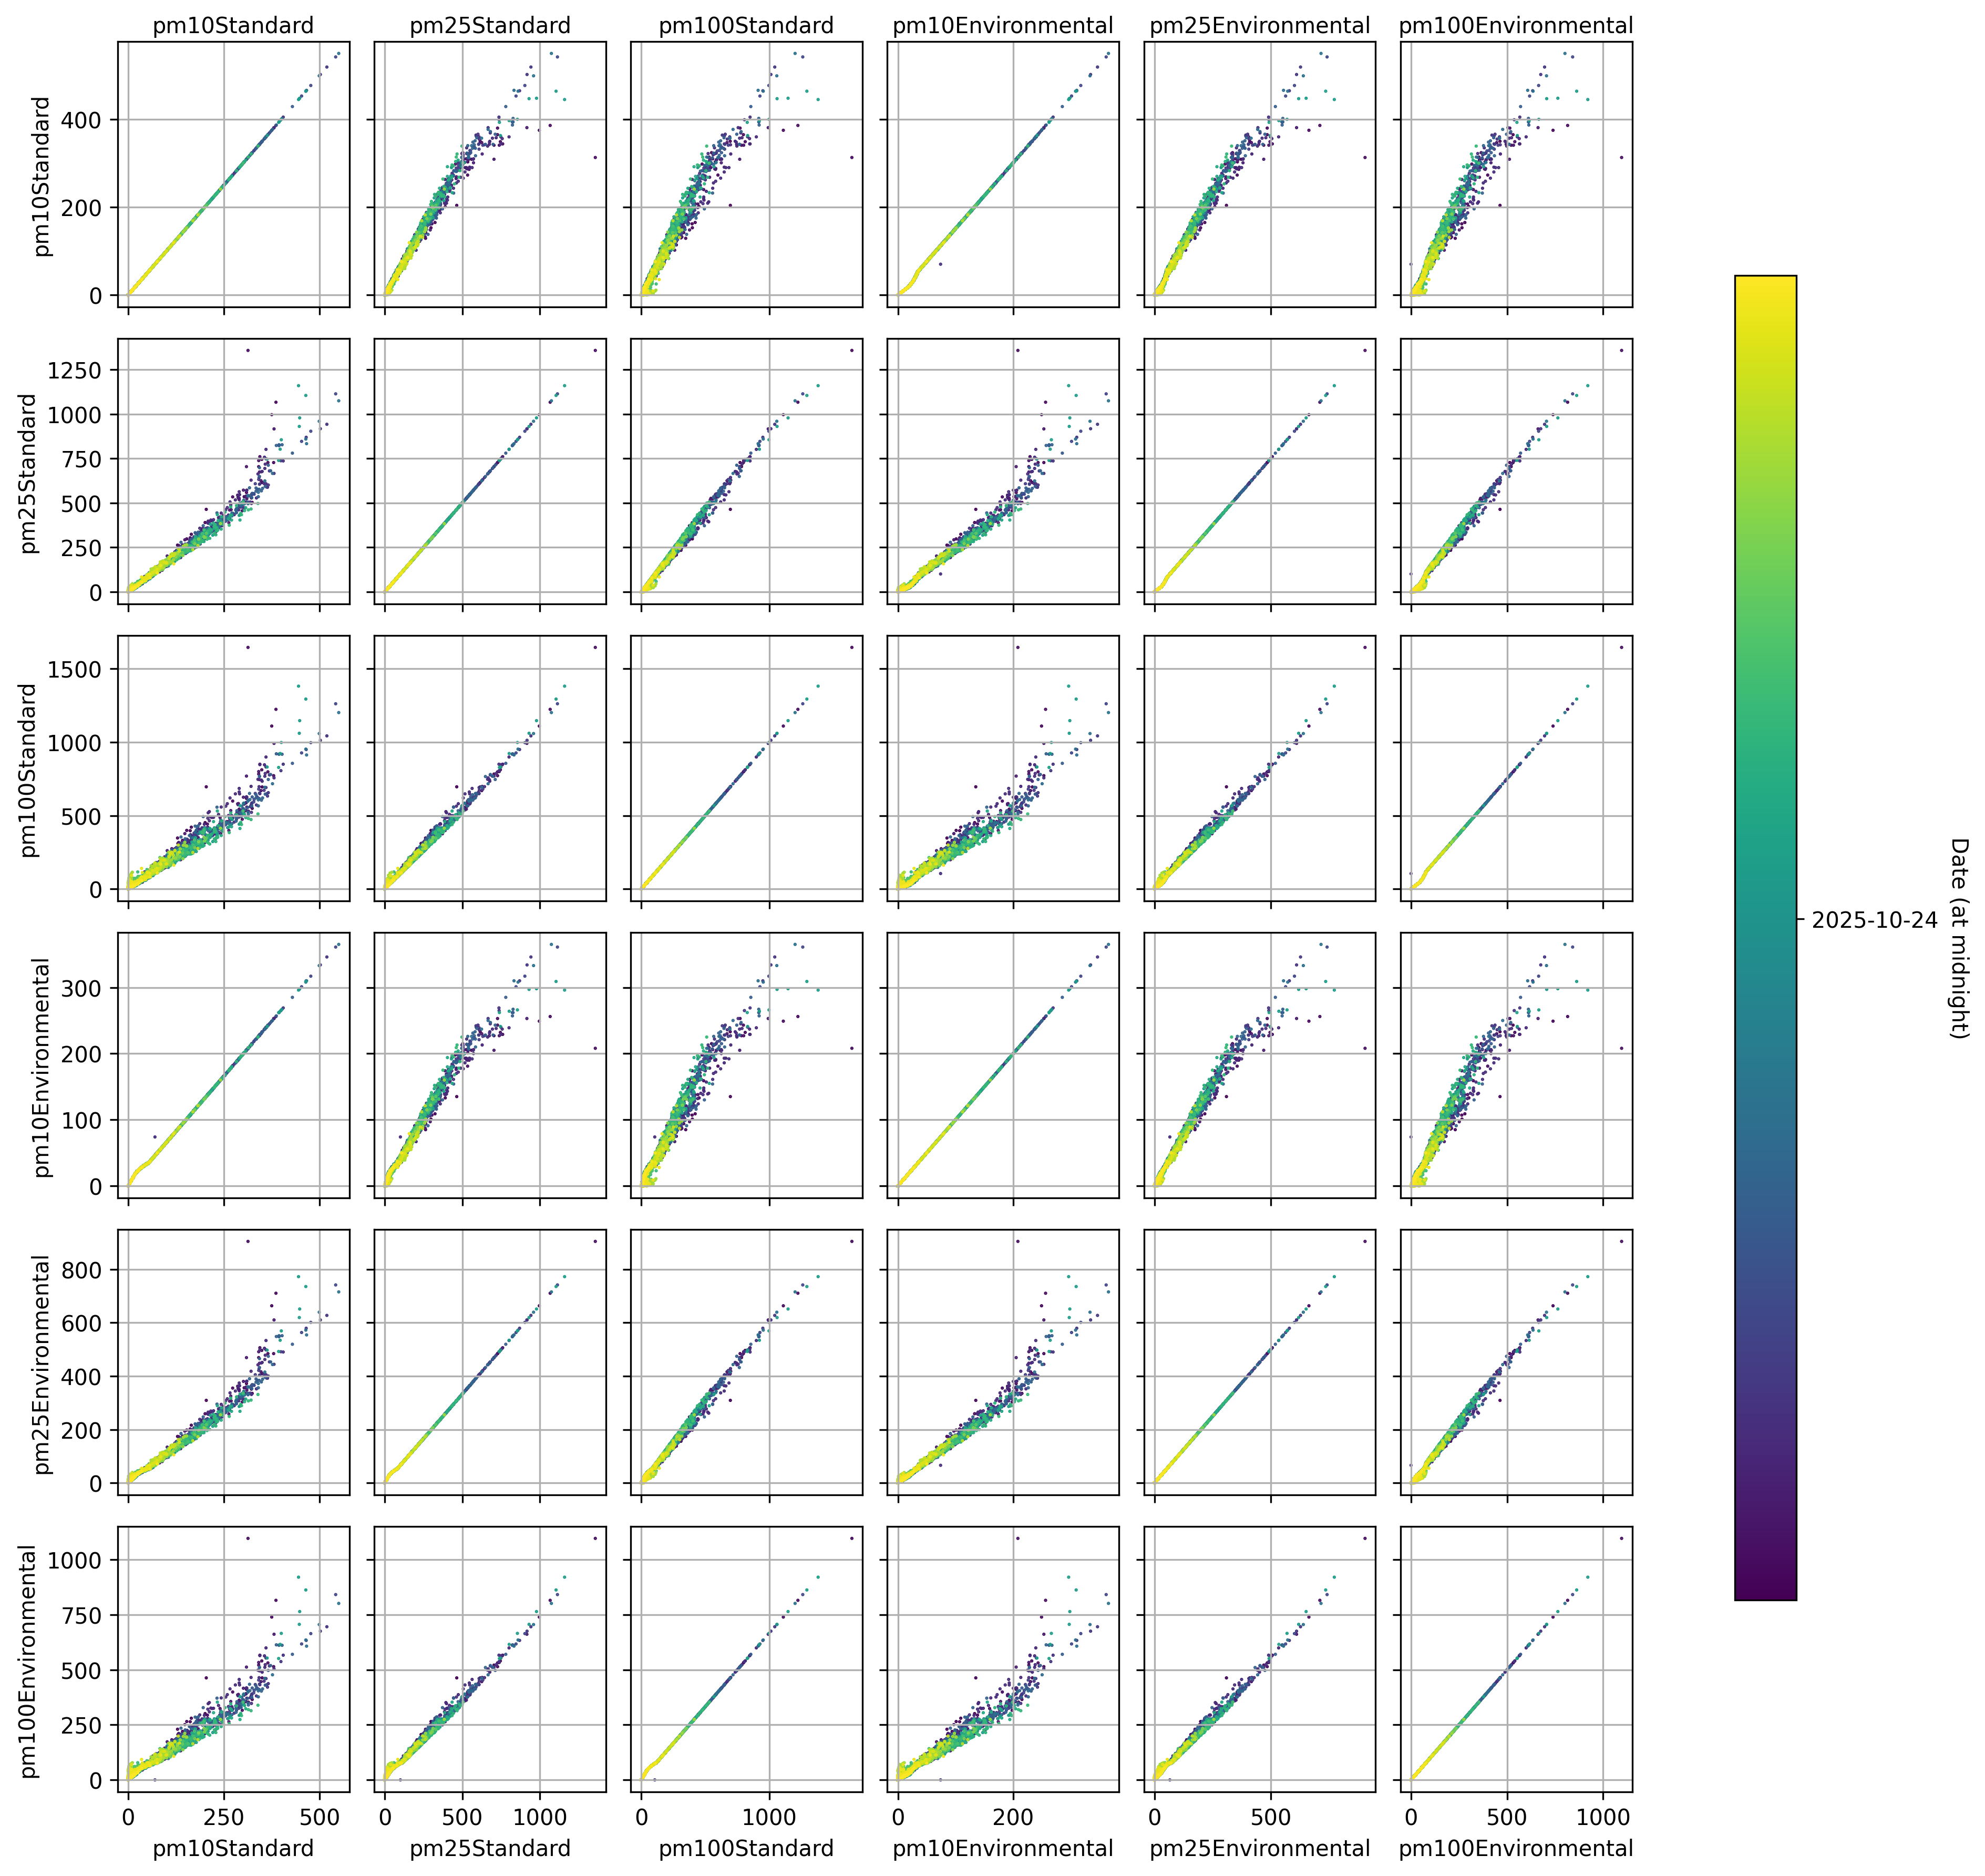 pm10Standard pm25Standard pm100Standard pm10Environmental pm25Environmental pm100Environmental
pm10Standard
400
200
0
pm25Standard
1250
1000
750
500
250
0
pm100Standard
1500
1000
500
0
pm10Environmental
300
200
100
0
pm25Environmental
800
600
400
200
0
pm100Environmental
1000
750
500
250
0
0 250 500 0 500 1000 0 1000 0 200 0 500 0 500 1000
pm10Standard pm25Standard pm100Standard pm10Environmental pm25Environmental pm100Environmental
2025-10-24
Date (at midnight)